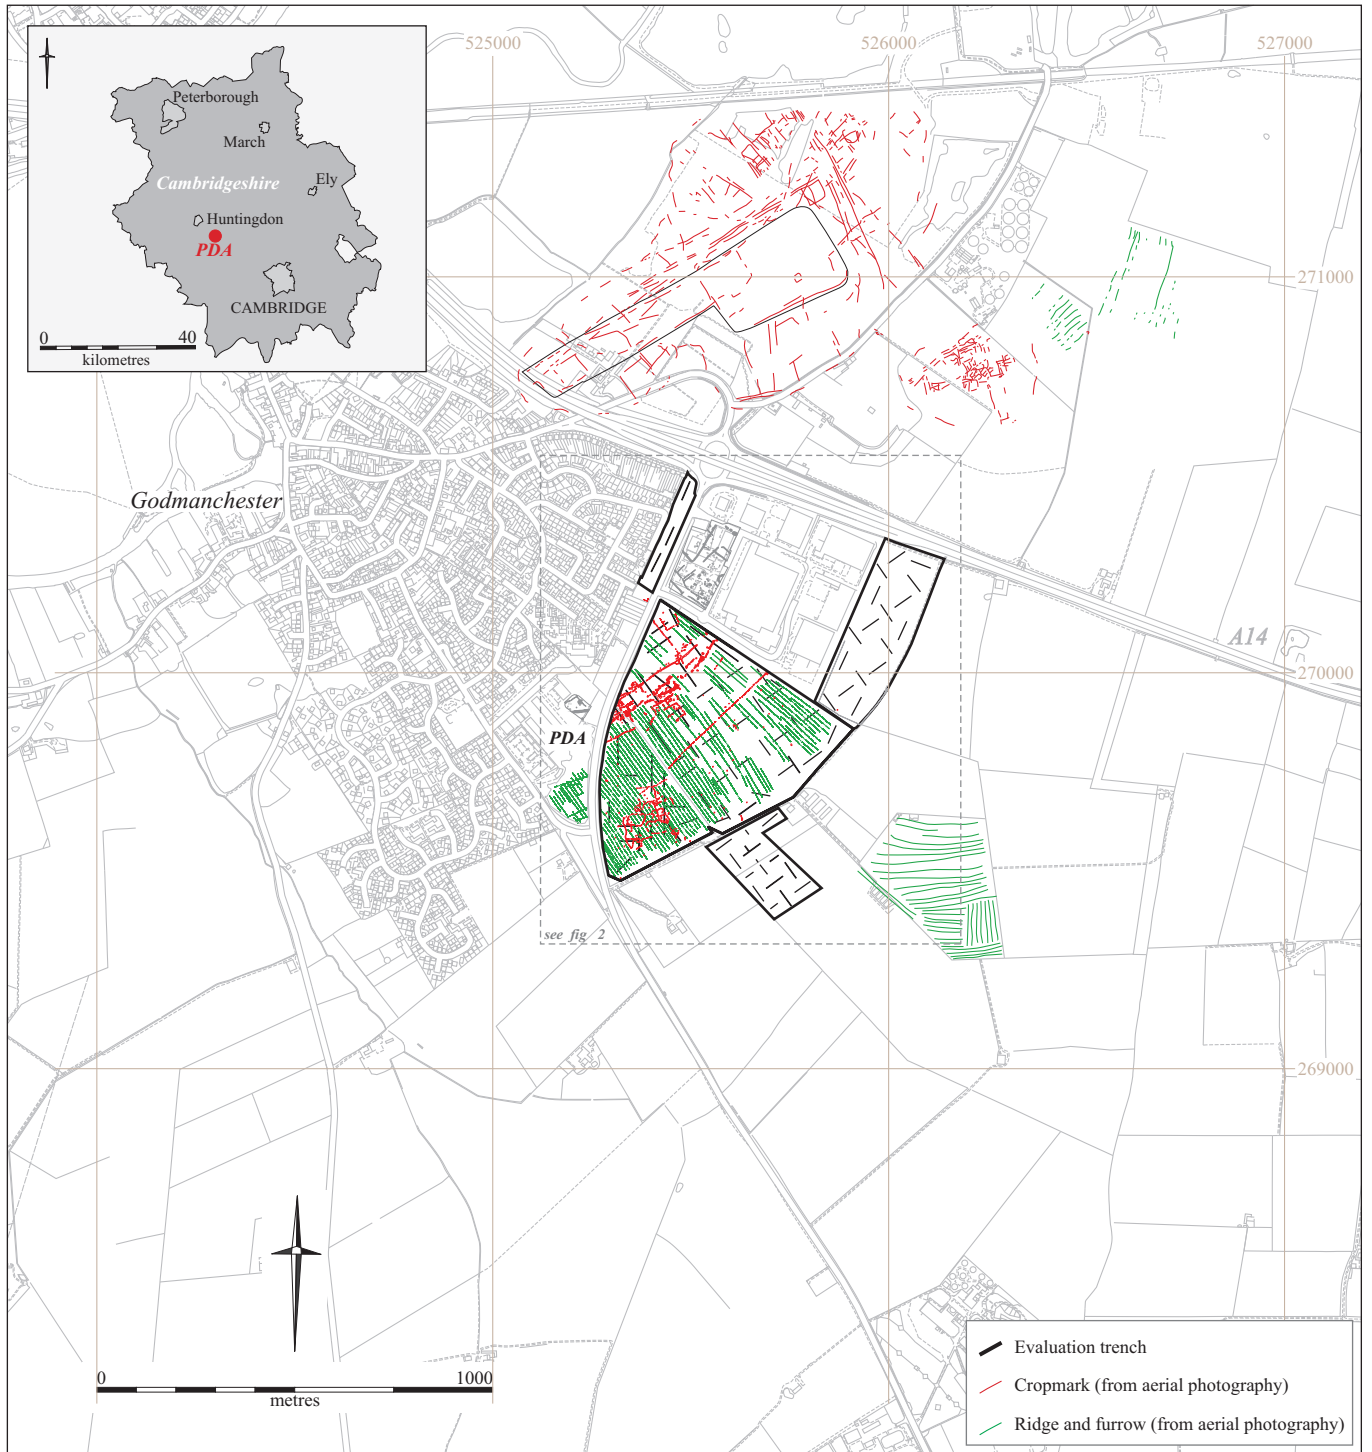 525000
526000
527000
Peterborough
March
Cambridgeshire
Ely
Huntingdon
PDA
CAMBRIDGE
0
40
kilometres
271000
Godmanchester
A14
270000
PDA
see fig 2
269000
0
1000
metres
Evaluation trench
Cropmark (from aerial photography)
Ridge and furrow (from aerial photography)